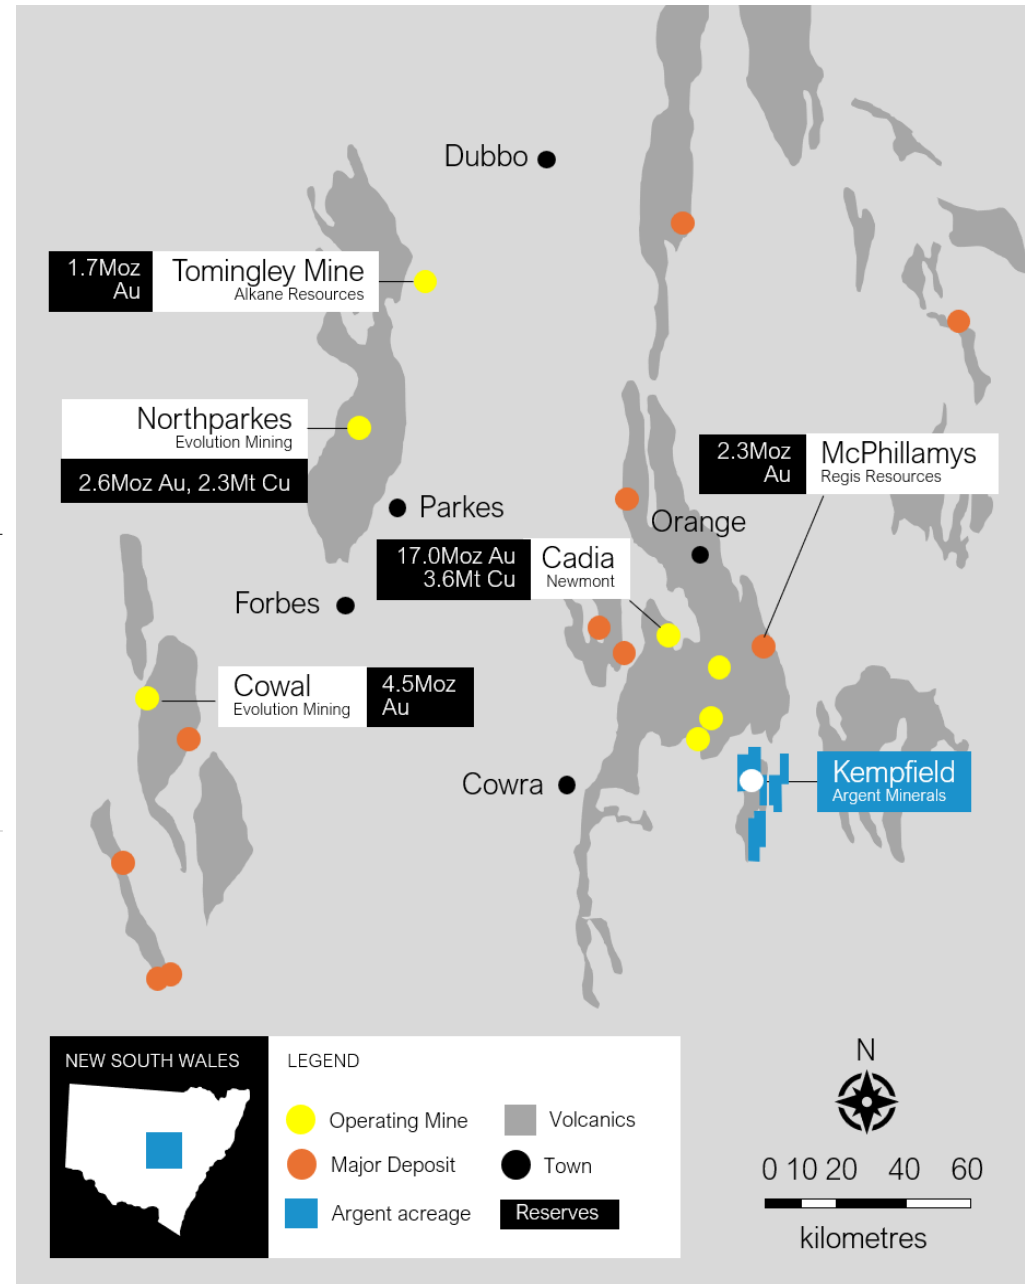 Dubbo
1.7Moz
Au
Tomingley Mine
Alkane Resources
Northparkes
Evolution Mining
2.6Moz Au, 2.3Mt Cu
2.3Moz
Au
McPhillamys
Regis Resources
Parkes
Orange
17.0Moz Au
3.6Mt Cu
Cadia
Newmont
Forbes
Cowal
Evolution Mining
4.5Moz
Au
Cowra
Kempfield
Argent Minerals
NEW SOUTH WALES
LEGEND
Operating Mine
Volcanics
Major Deposit
Town
Argent acreage
Reserves
N
0 10 20 40 60
kilometres